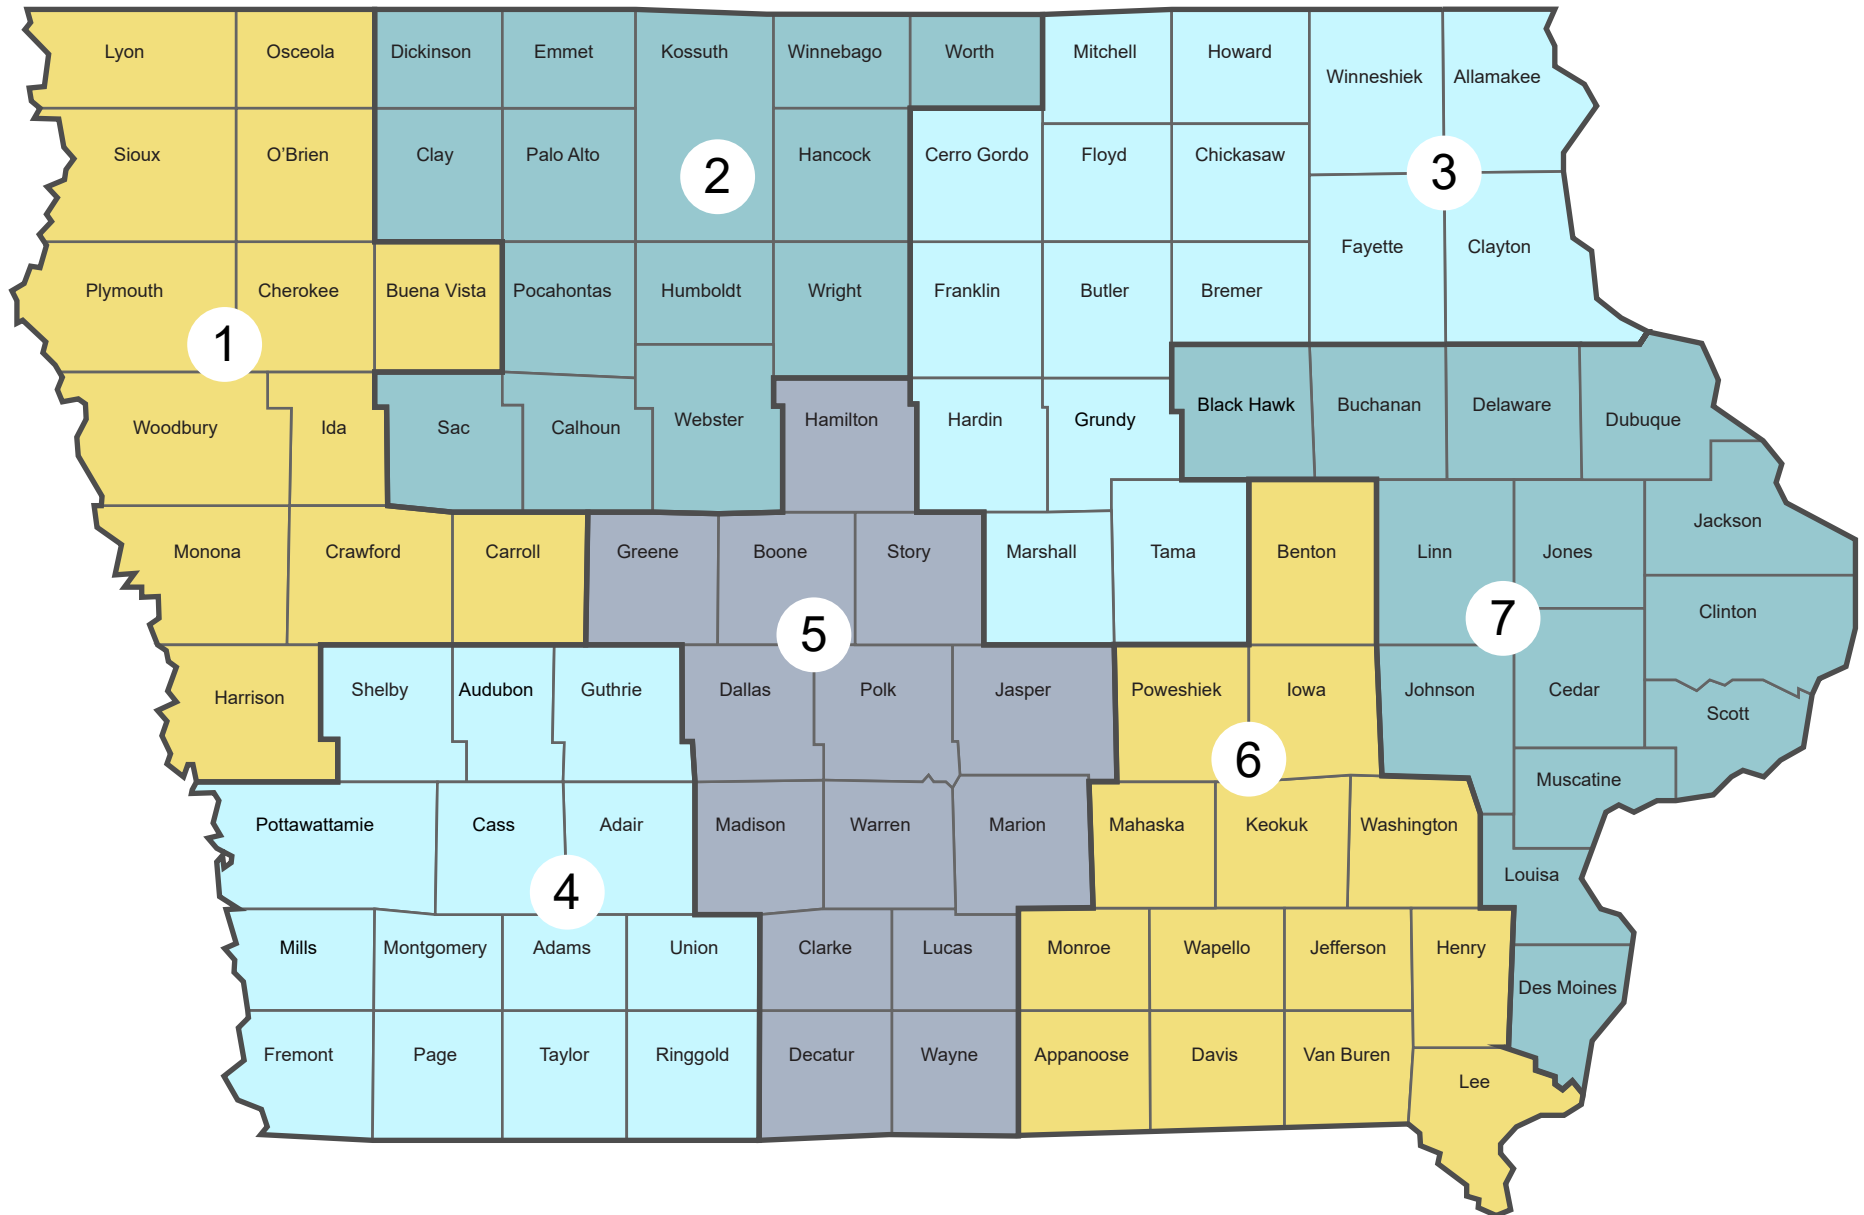 Lyon
Osceola
Dickinson
Emmet
Kossuth
Winnebago
Worth
Mitchell
Howard
Winneshiek
Allamakee
Sioux
O’Brien
Clay
Palo Alto
2
Hancock
Cerro Gordo
Floyd
Chickasaw
3
Fayette
Clayton
Plymouth
Cherokee
Buena Vista
Pocahontas
Humboldt
Wright
Franklin
Butler
Bremer
1
Woodbury
Ida
Sac
Calhoun
Webster
Hamilton
Hardin
Grundy
Black Hawk
Buchanan
Delaware
Dubuque
Jackson
Monona
Crawford
Carroll
Greene
Boone
Story
Marshall
Tama
Benton
Linn
Jones
Clinton
5
7
Harrison
Shelby
Audubon
Guthrie
Dallas
Polk
Jasper
Poweshiek
Iowa
Johnson
Cedar
Scott
6
Muscatine
Pottawattamie
Cass
Adair
Madison
Warren
Marion
Mahaska
Keokuk
Washington
Louisa
4
Mills
Montgomery
Adams
Union
Clarke
Lucas
Monroe
Wapello
Jefferson
Henry
Des Moines
Fremont
Page
Taylor
Ringgold
Decatur
Wayne
Appanoose
Davis
Van Buren
Lee